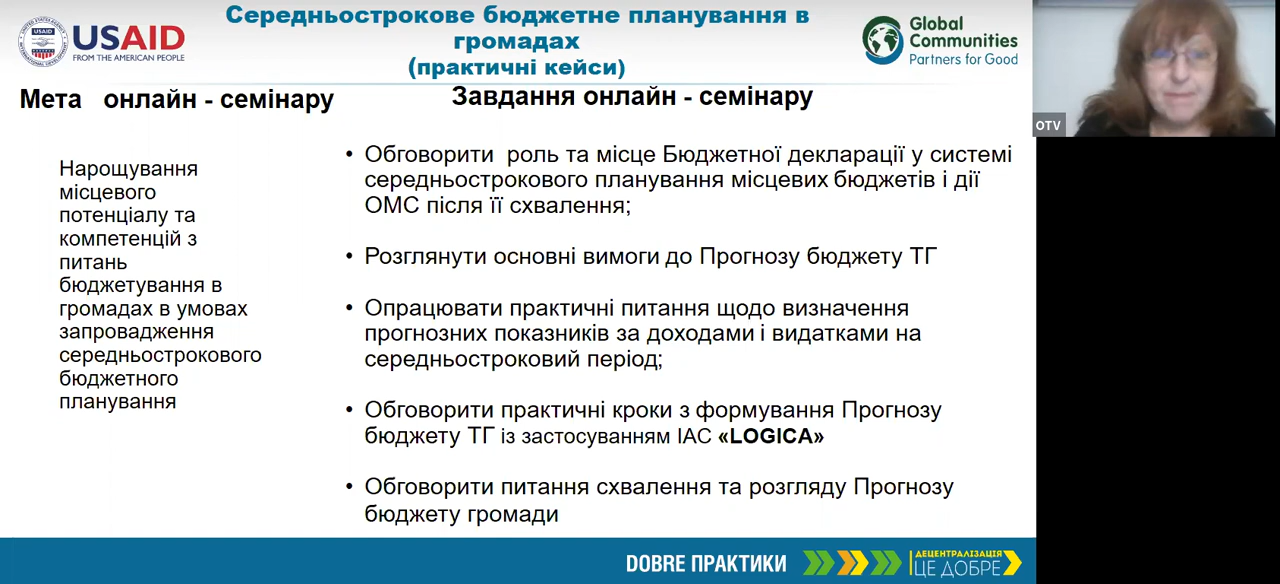 Середньострокове бюджетне планування в
громадах
(практичні кейси)
USAID
USAID
FROM THE AMERICAN PEOPLE
Global
Communities
Partners for Good
OTV
Мета онлайн - семінару
Нарощування
місцевого
потенціалу та
компетенцій з
питань
бюджетування в
громадах в умовах
запровадження
середньострокового
бюджетного
планування
Завдання онлайн - семінару
• Обговорити роль та місце Бюджетної декларації у системі
середньострокового планування місцевих бюджетів і дії
ОМС після її схвалення;
• Розглянути основні вимоги до Прогнозу бюджету ТГ
• Опрацювати практичні питання щодо визначення
прогнозних показників за доходами і видатками на
середньостроковий період;
• Обговорити практичні кроки з формування Прогнозу
бюджету ТГ із застосуванням ІАС «LOGICA»
• Обговорити питання схвалення та розгляду Прогнозу
бюджету громади
DOBRE ПРАКТИКИ
ДЕЦЕНТРАЛІЗАЦІЯ
ЦЕ ДОБРЕ